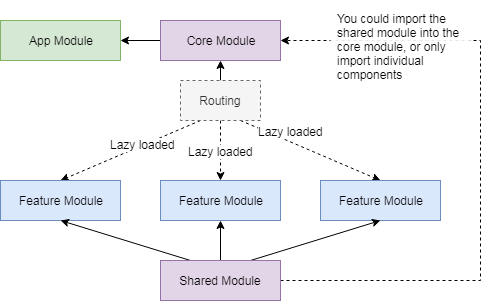 You could import the
shared module into the
core module, or only
import individual
components
App Module
Core Module
Routing
Lazy loaded
Lazy loaded
Lazy loaded
Feature Module
Feature Module
Feature Module
Shared Module